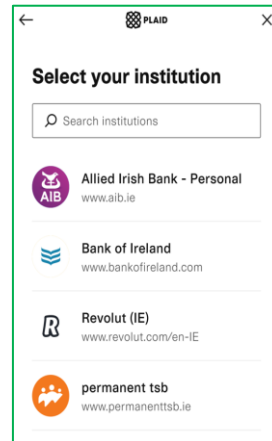 PLAID
Select your institution
Search institutions
AIB
Allied Irish Bank - Personal
www.aib.ie
Bank of Ireland
www.bankofireland.com
R
Revolut (IE)
www.revolut.com/en-IE
permanent tsb
www.permanenttsb.ie